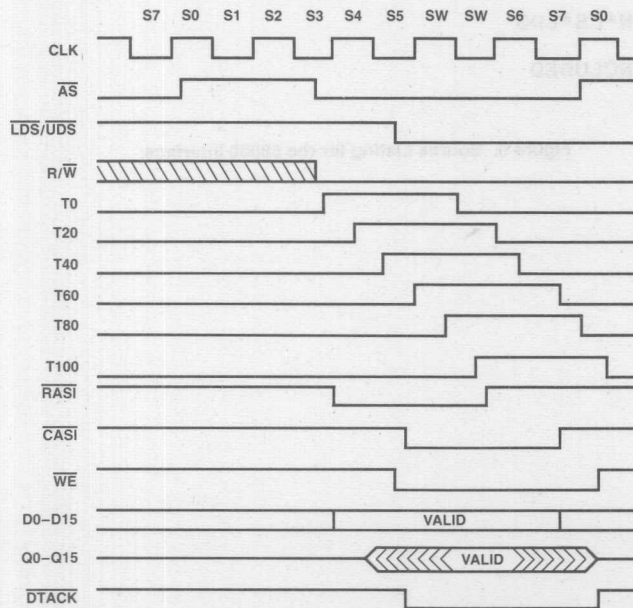 S7 S0 S1 S2 S3 S4 S5 SW SW S6 S7 S0
CLK
AS
LDS/UDS
R/W
T0
T20
T40
T60
T80
T100
RASI
CASI
WE
D0–D15 VALID
Q0–Q15 VALID
DTACK